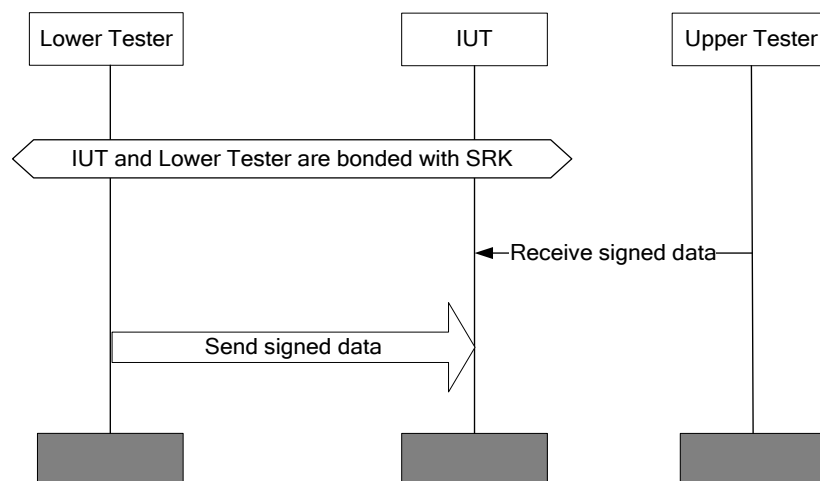 Lower Tester
IUT
Upper Tester
IUT and Lower Tester are bonded with SRK
Receive signed data
Send signed data